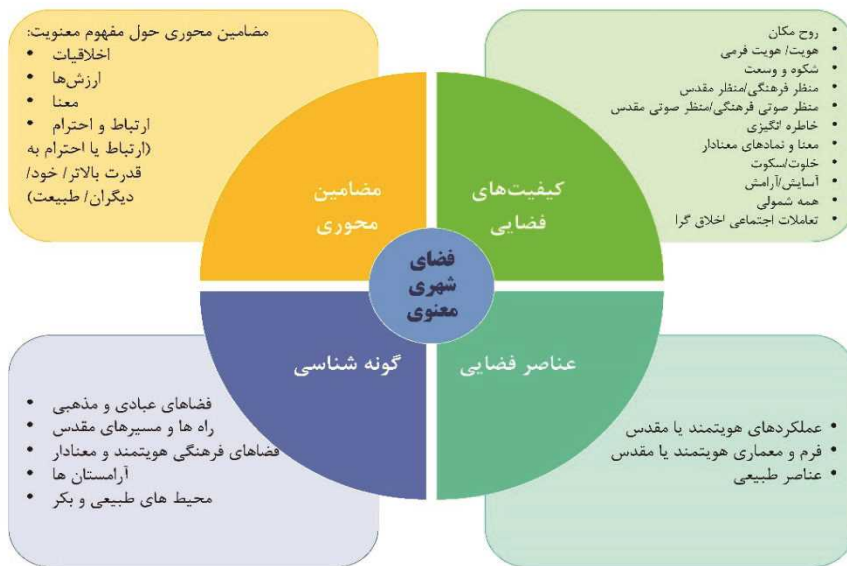 مضامین محوری حول مفهوم معنویت:
• اخلاقیات
• ارزش‌ها
• معنا
• ارتباط و احترام
(ارتباط یا احترام به
قدرت بالاتر/ خود/
دیگران/ طبیعت)
• روح مکان
• هویت/ هویت فرمی
• شکوه و وسعت
• منظر فرهنگی/منظر مقدس
• منظر صوتی فرهنگی/منظر صوتی مقدس
• خاطره انگیزی
• معنا و نمادهای معنادار
• خلوت/سکوت
• آسایش/آرامش
• همه شمولی
• تعاملات اجتماعی اخلاق گرا
مضامین
محوری
کیفیت‌های
فضایی
فضای
شهری
معنوی
گونه شناسی
عناصر فضایی
• فضاهای عبادی و مذهبی
• راه ها و مسیرهای مقدس
• فضاهای فرهنگی هویتمند و معنادار
• آرامستان ها
• محیط های طبیعی و بکر
• عملکردهای هویتمند یا مقدس
• فرم و معماری هویتمند یا مقدس
• عناصر طبیعی